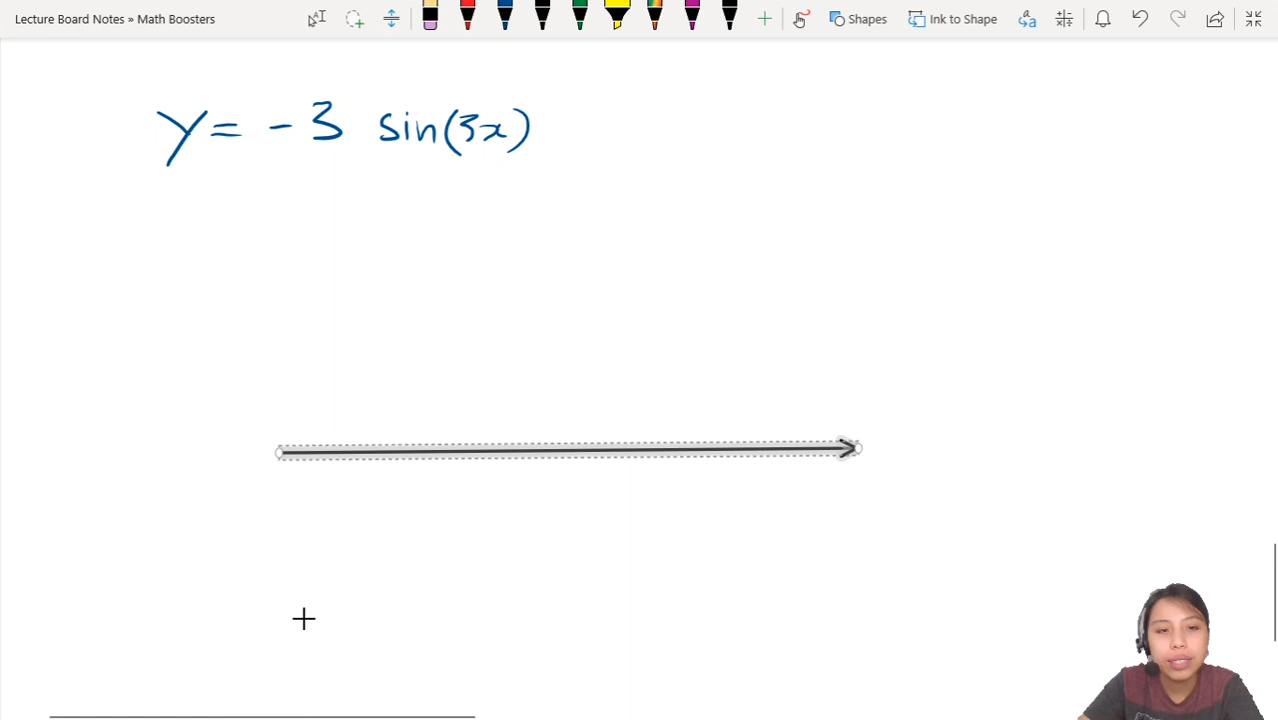 Lecture Board Notes » Math Boosters
Shapes
Ink to Shape
y = -3 sin(3x)